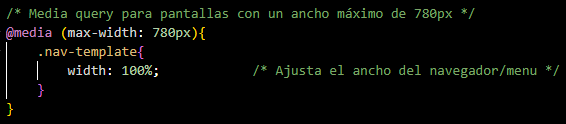 /* Media query para pantallas con un ancho máximo de 780px */
@media (max-width: 780px){
    .nav-template{
        width: 100%;            /* Ajusta el ancho del navegador/menu */
    }
}